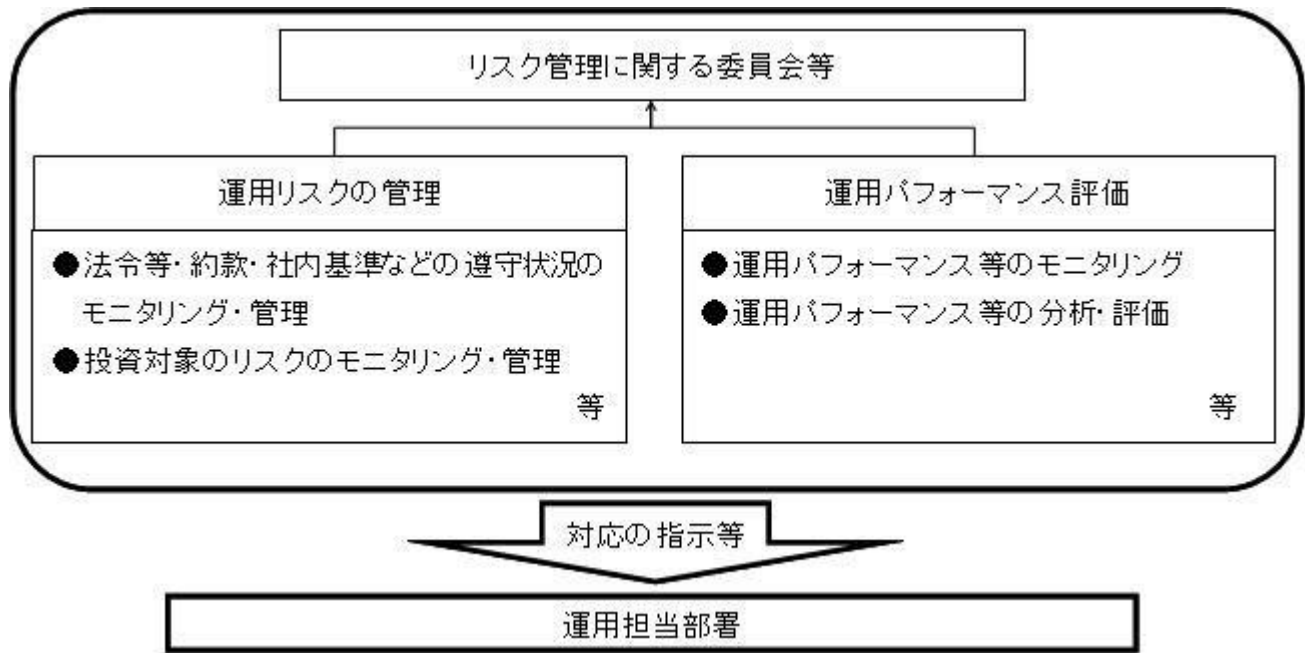 リスク管理に関する委員会等
運用リスクの管理
●法令等・約款・社内基準などの遵守状況の
モニタリング・管理
●投資対象のリスクのモニタリング・管理
等
運用パフォーマンス評価
●運用パフォーマンス等のモニタリング
●運用パフォーマンス等の分析・評価
等
対応の指示等
運用担当部署